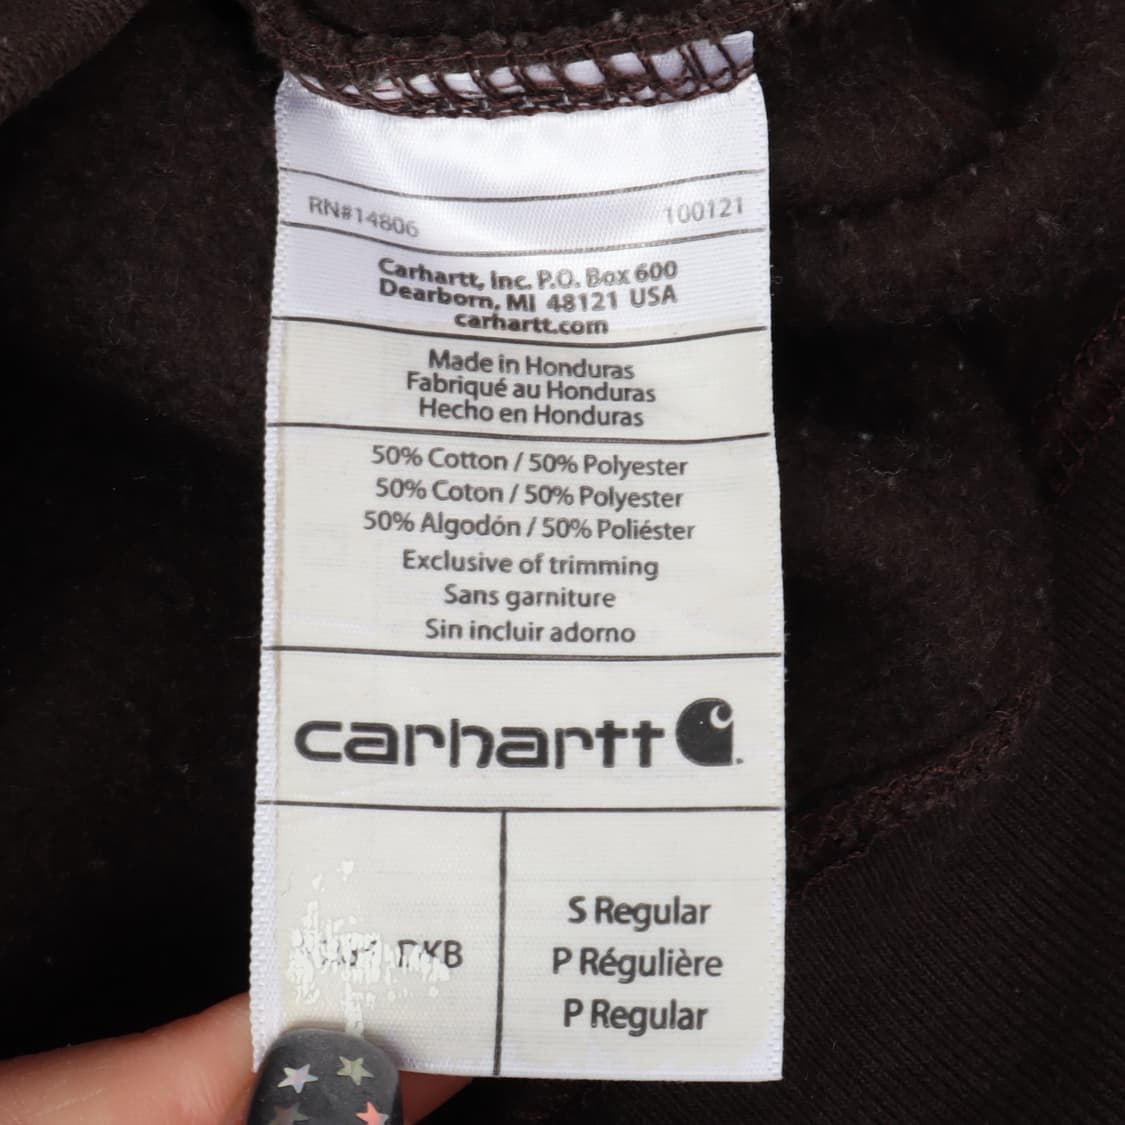 RN#14806 100121
Carhartt, Inc. P.O. Box 600
Dearborn, MI 48121 USA
carhartt.com
Made in Honduras
Fabriqué au Honduras
Hecho en Honduras
50% Cotton / 50% Polyester
50% Coton / 50% Polyester
50% Algodón / 50% Poliéster
Exclusive of trimming
Sans garniture
Sin incluir adorno
carhartt
S Regular
P Régulière
P Regular